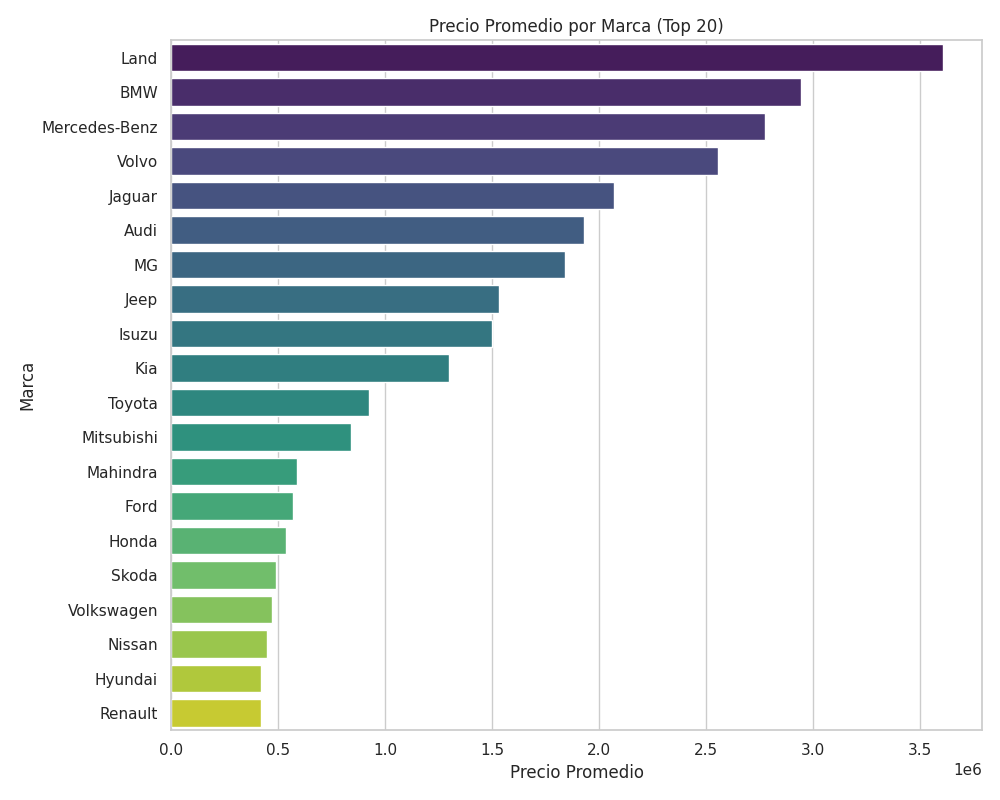 Precio Promedio por Marca (Top 20)
Land
BMW
Mercedes-Benz
Volvo
Jaguar
Audi
MG
Jeep
Isuzu
Kia
Toyota
Mitsubishi
Mahindra
Ford
Honda
Skoda
Volkswagen
Nissan
Hyundai
Renault
Marca
0.0 0.5 1.0 1.5 2.0 2.5 3.0 3.5
1e6
Precio Promedio